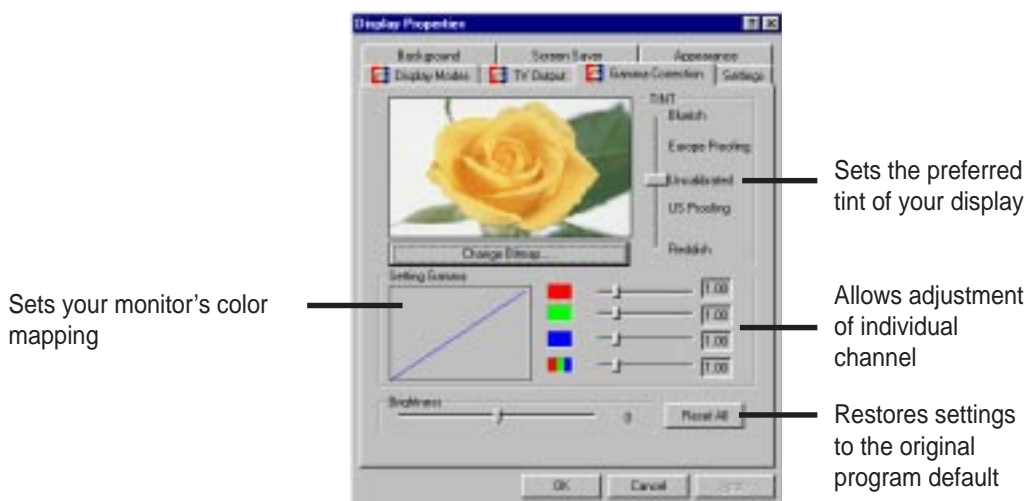 Display Properties
Background Screen Saver Appearance
Display Modes TV Output Gamma Correction Settings
TINT
Bluish
Europe Proofing
Uncalibrated
US Proofing
Reddish
Change Bitmap...
Setting Gamma
1.00
1.00
1.00
1.00
Brightness
0
Reset All
OK Cancel
Sets the preferred
tint of your display
Sets your monitor's color
mapping
Allows adjustment
of individual
channel
Restores settings
to the original
program default